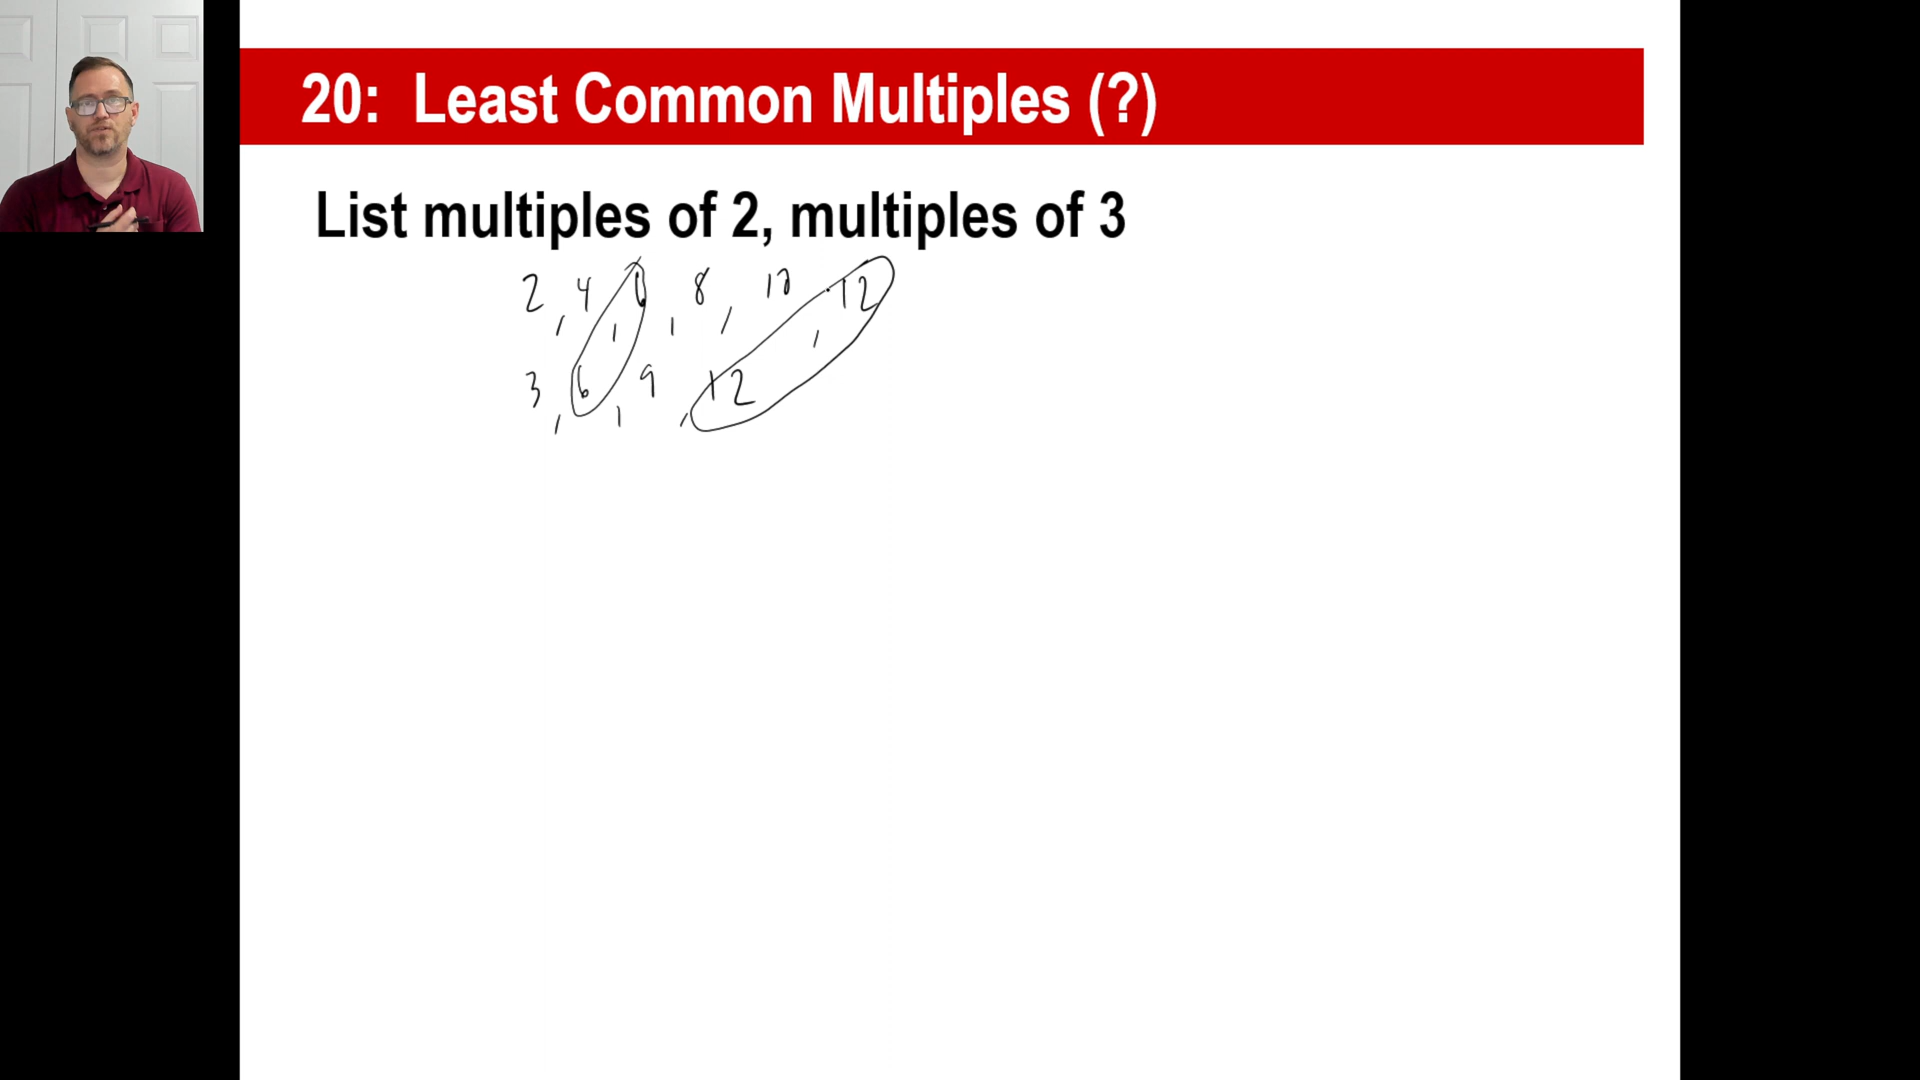 20: Least Common Multiples (?)
List multiples of 2, multiples of 3
2, 4, 6, 8, 10, 12
3, 6, 9, 12